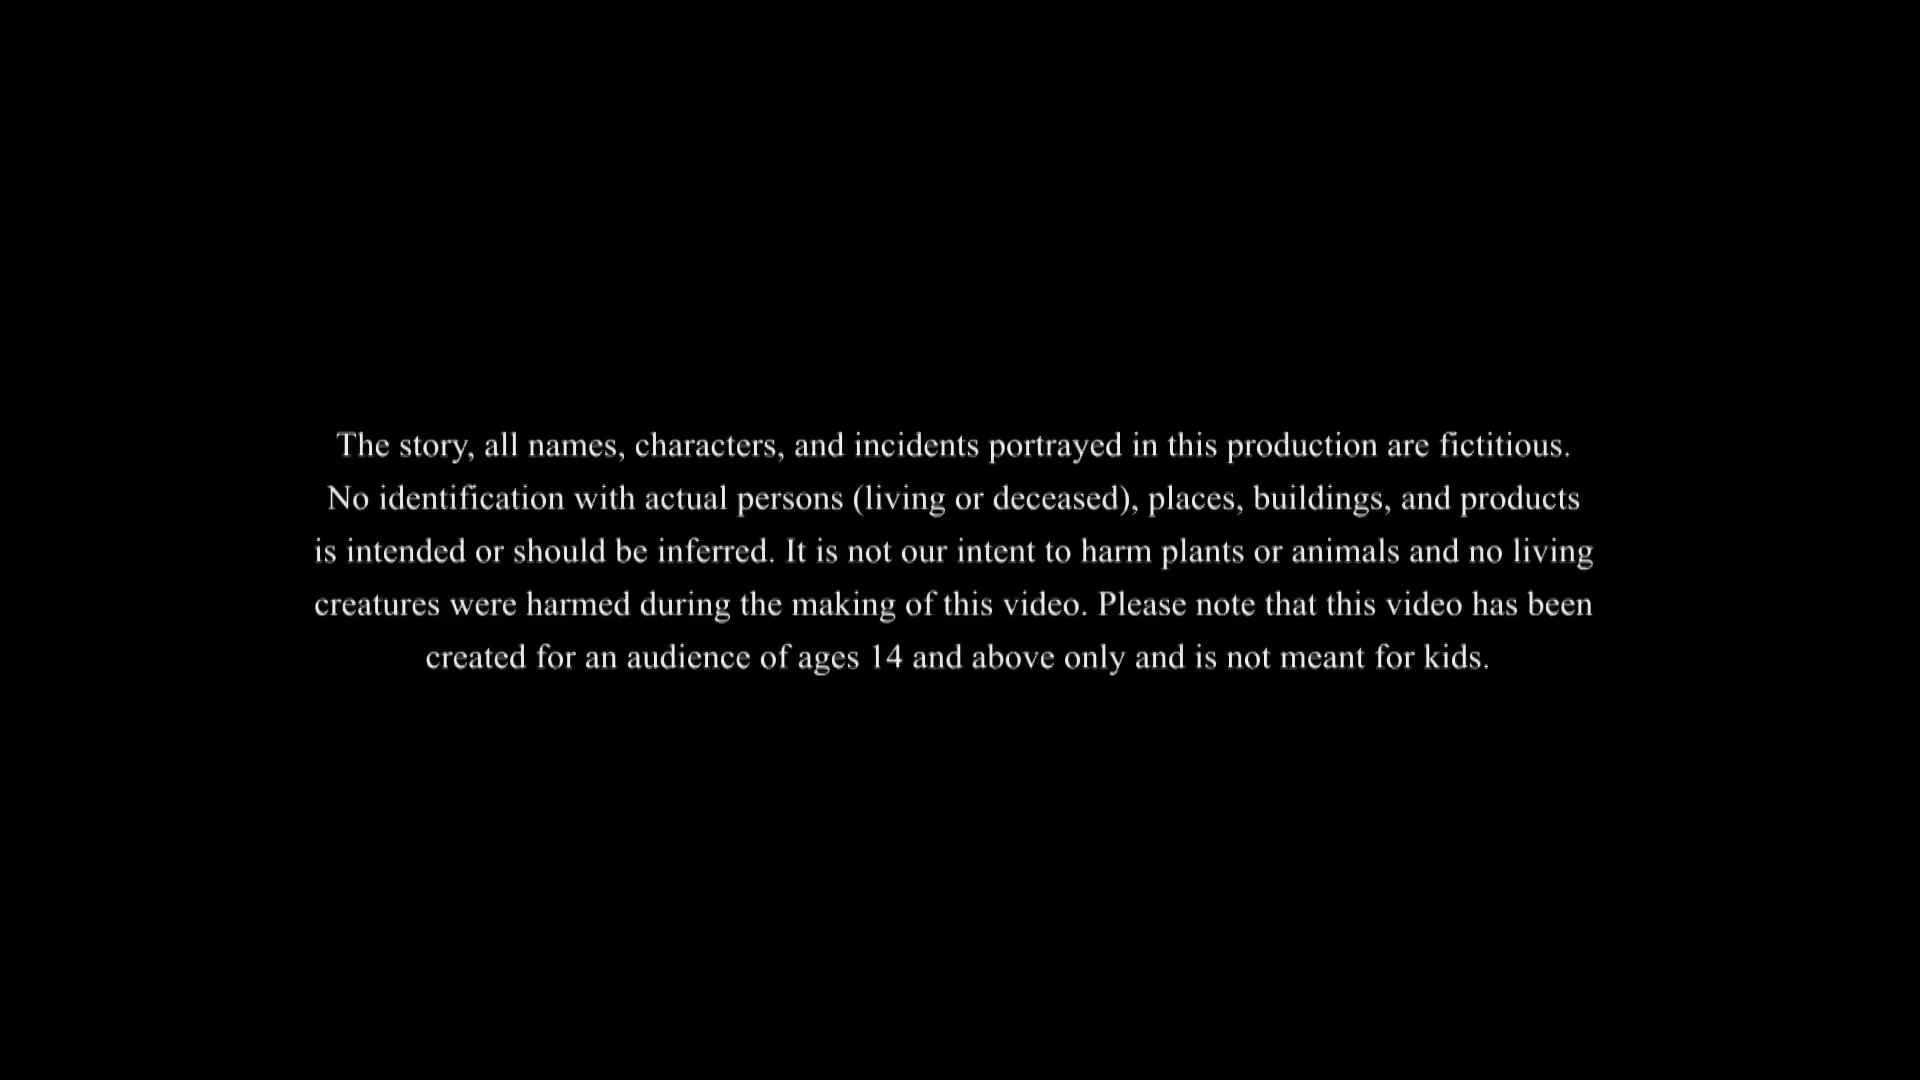 The story, all names, characters, and incidents portrayed in this production are fictitious.
No identification with actual persons (living or deceased), places, buildings, and products
is intended or should be inferred. It is not our intent to harm plants or animals and no living
creatures were harmed during the making of this video. Please note that this video has been
created for an audience of ages 14 and above only and is not meant for kids.